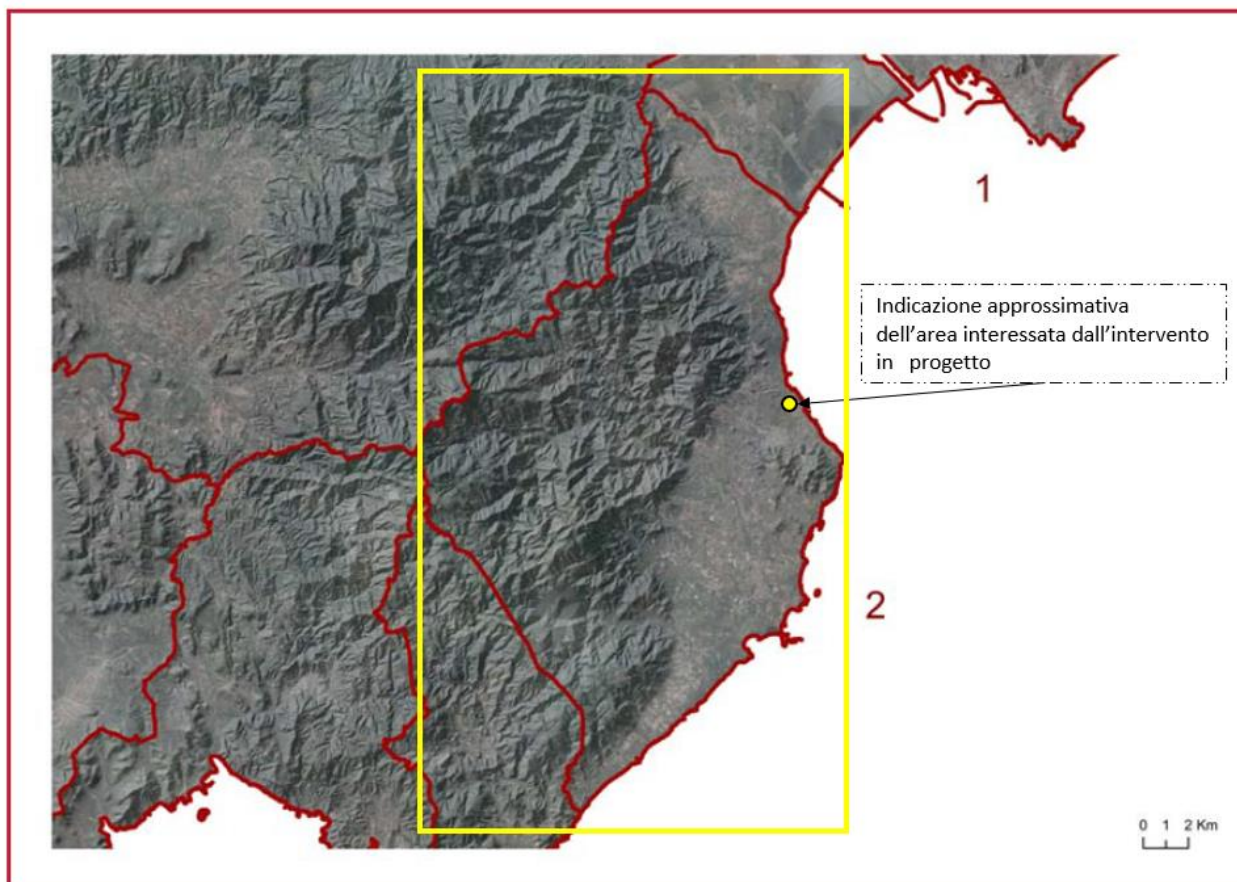 1
Indicazione approssimativa
dell’area interessata dall’intervento
in progetto
2
0 1 2 Km